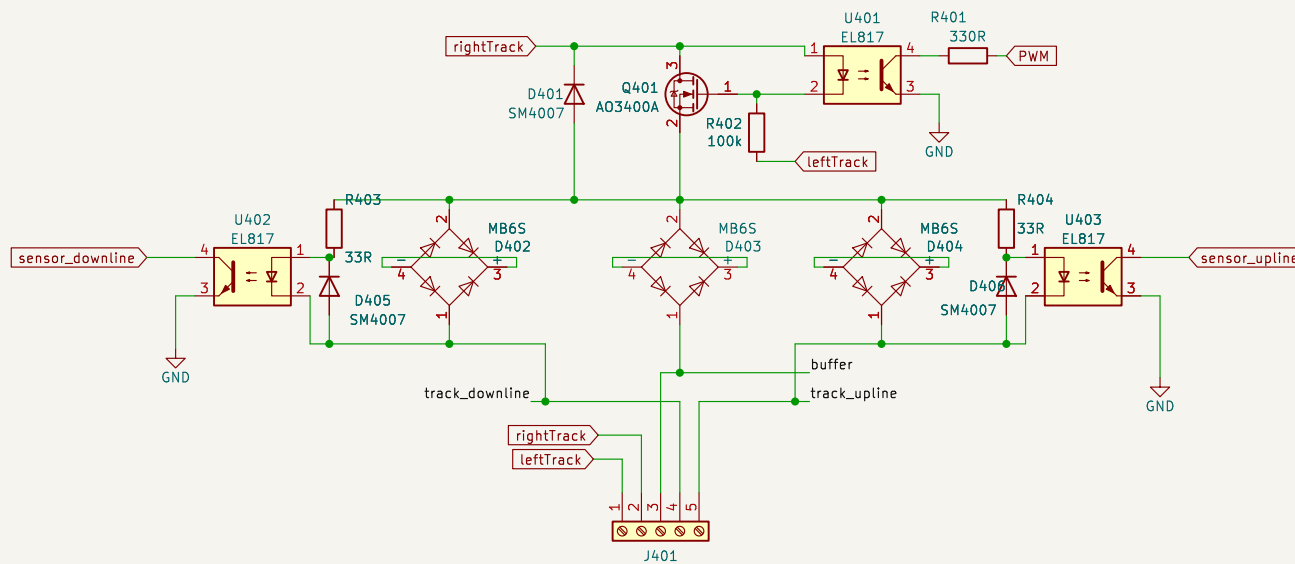 U401
EL817
R401
330R
rightTrack
1
4
PWM
3
Q401
AO3400A
1
2
3
D401
SM4007
2
R402
100k
leftTrack
GND
R403
R404
U402
EL817
2
MB6S
D402
2
MB6S
D403
2
MB6S
D404
33R
U403
EL817
sensor_downline
4
1
33R
-
4
+
3
-
4
+
3
-
4
+
3
1
4
sensor_upline
3
2
D405
SM4007
1
1
1
D406
SM4007
2
3
GND
buffer
track_downline
track_upline
GND
rightTrack
leftTrack
1
2
3
4
5
J401